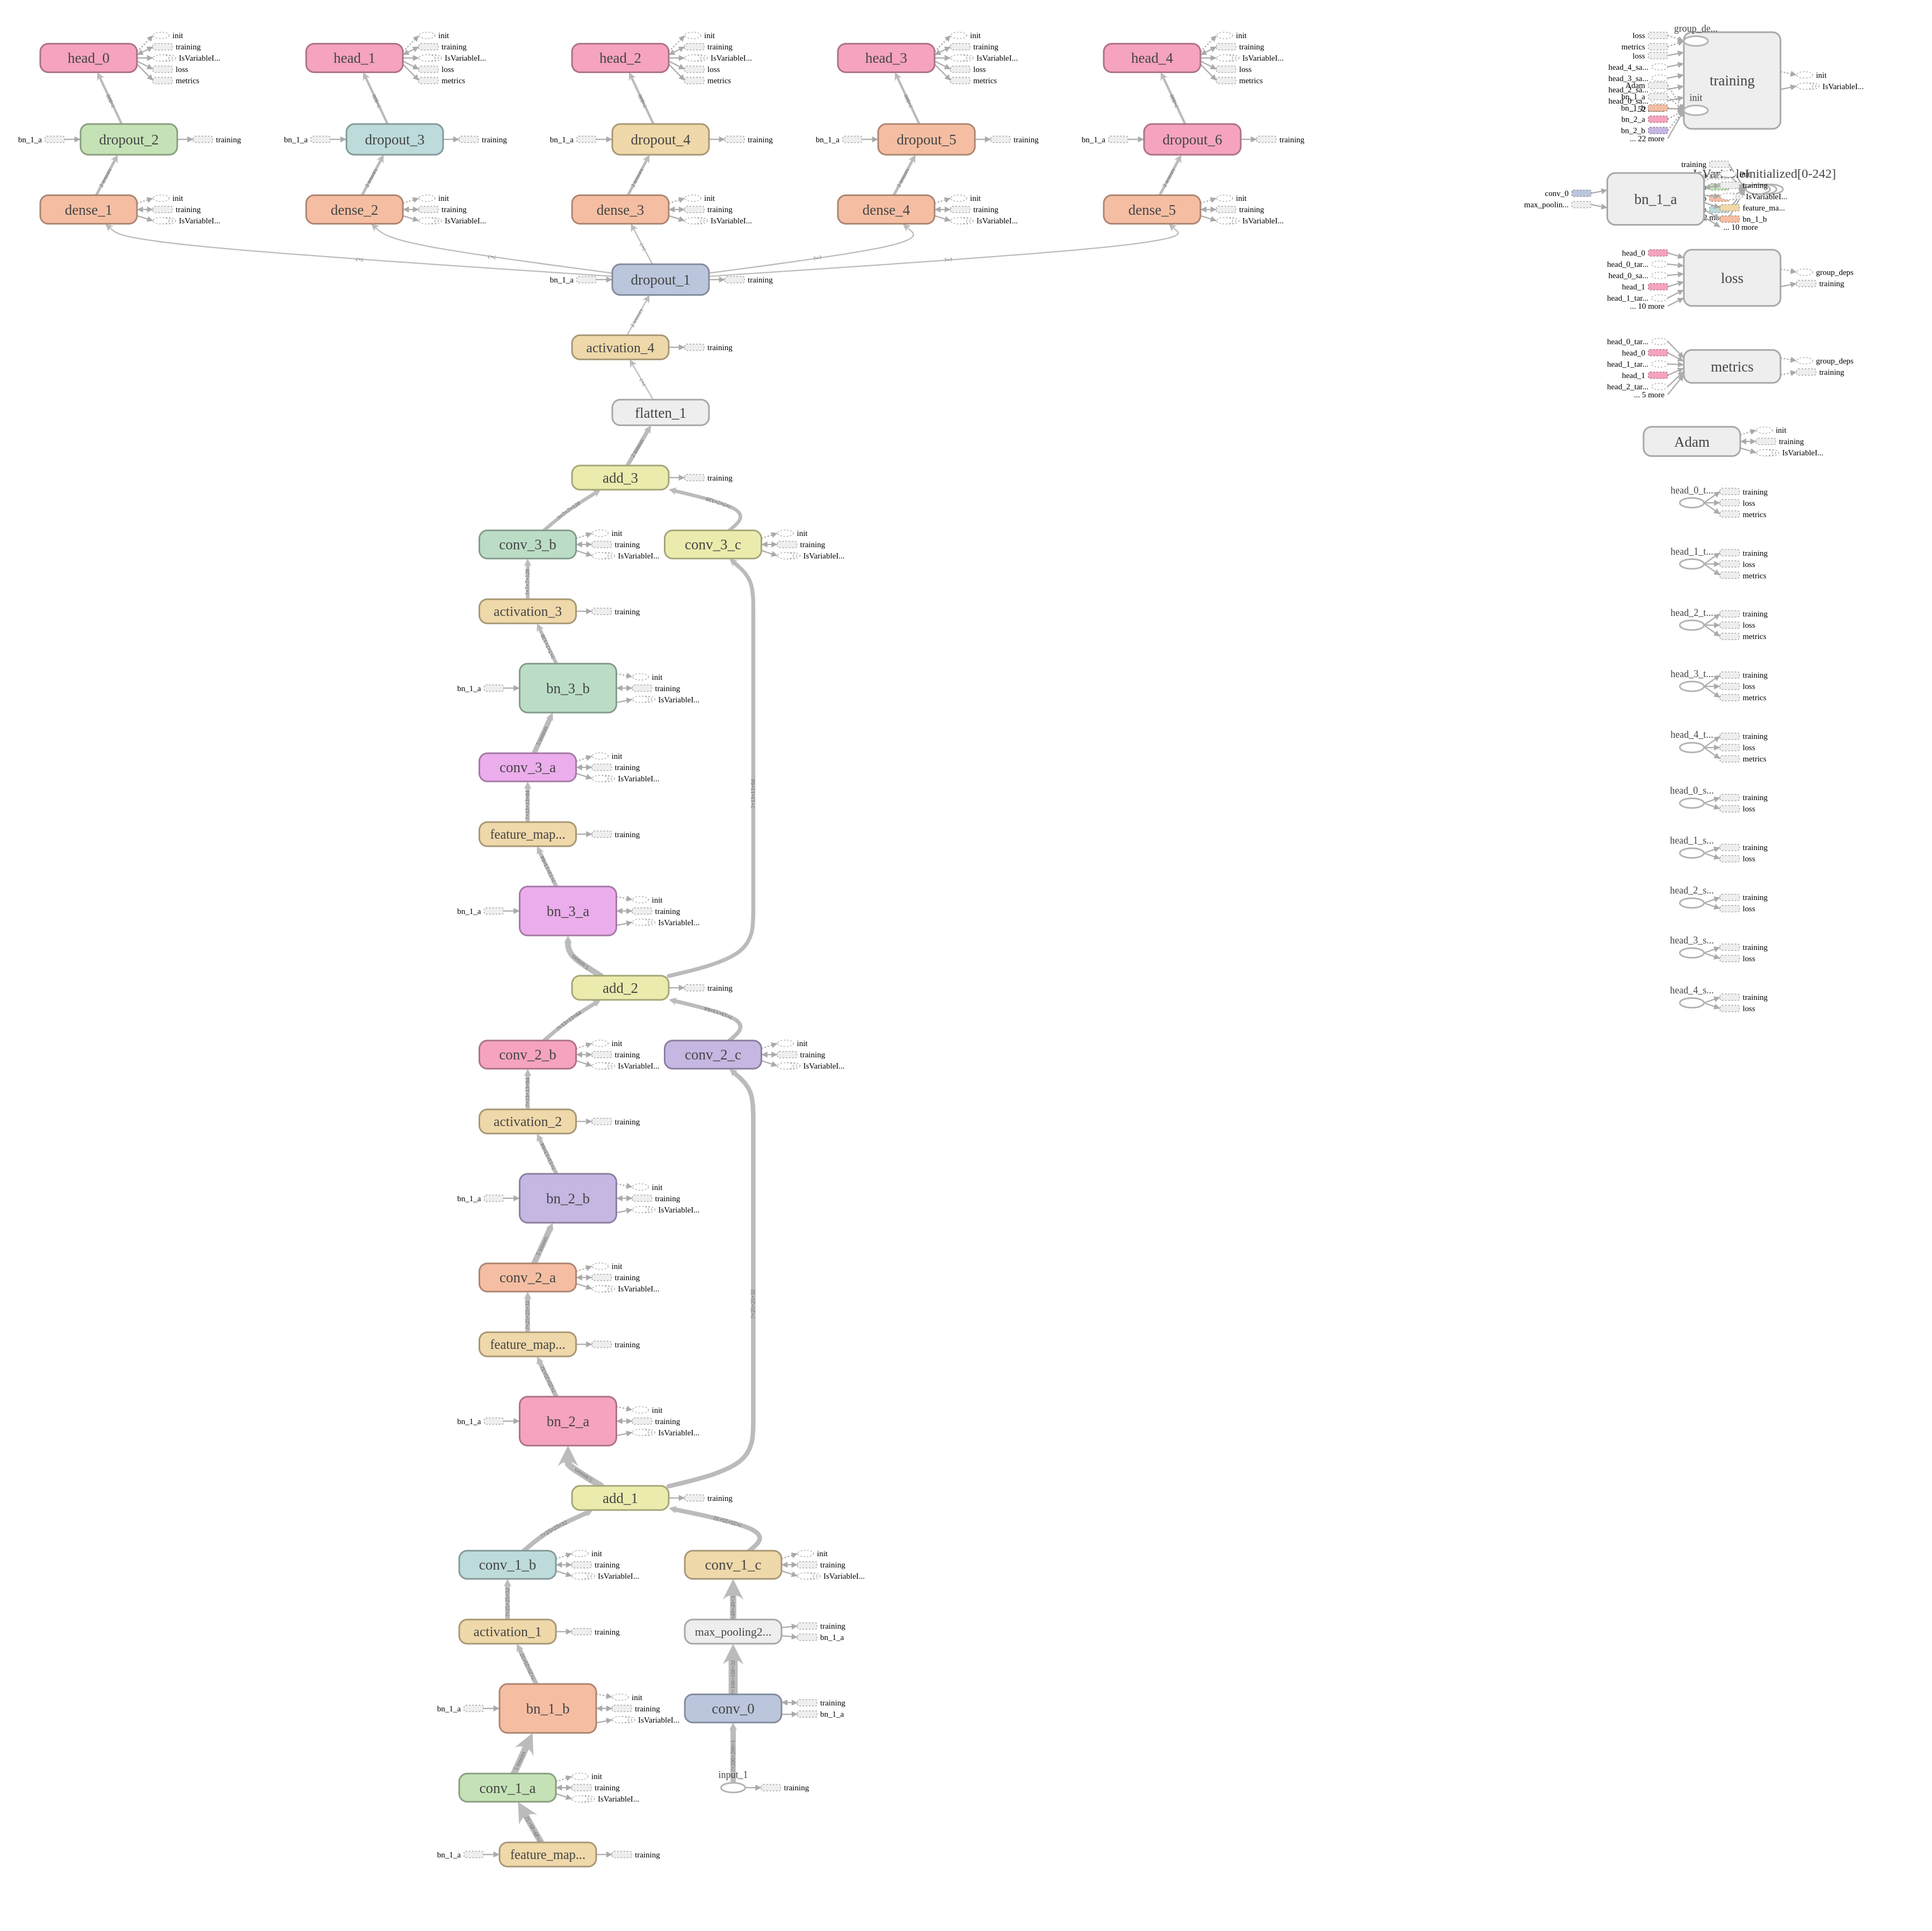 head_0
init
training
IsVariableI...
loss
metrics
head_1
init
training
IsVariableI...
loss
metrics
head_2
init
training
IsVariableI...
loss
metrics
head_3
init
training
IsVariableI...
loss
metrics
head_4
init
training
IsVariableI...
loss
metrics
bn_1_a
dropout_2
training
bn_1_a
dropout_3
training
bn_1_a
dropout_4
training
bn_1_a
dropout_5
training
bn_1_a
dropout_6
training
dense_1
init
training
IsVariableI...
dense_2
init
training
IsVariableI...
dense_3
init
training
IsVariableI...
dense_4
init
training
IsVariableI...
dense_5
init
training
IsVariableI...
bn_1_a
dropout_1
training
activation_4
training
flatten_1
add_3
training
conv_3_b
init
training
IsVariableI...
conv_3_c
init
training
IsVariableI...
activation_3
training
bn_1_a
bn_3_b
init
training
IsVariableI...
conv_3_a
init
training
IsVariableI...
feature_map...
training
bn_1_a
bn_3_a
init
training
IsVariableI...
add_2
training
conv_2_b
init
training
IsVariableI...
conv_2_c
init
training
IsVariableI...
activation_2
training
bn_1_a
bn_2_b
init
training
IsVariableI...
conv_2_a
init
training
IsVariableI...
feature_map...
training
bn_1_a
bn_2_a
init
training
IsVariableI...
add_1
training
conv_1_b
init
training
IsVariableI...
conv_1_c
init
training
IsVariableI...
activation_1
training
max_pooling2...
training
bn_1_a
bn_1_a
bn_1_b
init
training
IsVariableI...
conv_0
training
bn_1_a
conv_1_a
init
training
IsVariableI...
input_1
training
bn_1_a
feature_map...
training
group_de...
loss
metrics
loss
head_4_sa...
head_3_sa...
Adam
bn_1_a
bn_2_a
bn_2_b
... 22 more
init
training
init
IsVariableI...
training
conv_0
max_poolin...
bn_1_a
training
IsVariableI...
feature_ma...
bn_1_b
... 10 more
head_0
head_0_tar...
head_0_sa...
head_1
head_1_tar...
... 10 more
loss
group_deps
training
head_0_tar...
head_0
head_1_tar...
head_1
head_2_tar...
... 5 more
metrics
group_deps
training
Adam
init
training
IsVariableI...
head_0_t...
training
loss
metrics
head_1_t...
training
loss
metrics
head_2_t...
training
loss
metrics
head_3_t...
training
loss
metrics
head_4_t...
training
loss
metrics
head_0_s...
training
loss
head_1_s...
training
loss
head_2_s...
training
loss
head_3_s...
training
loss
head_4_s...
training
loss